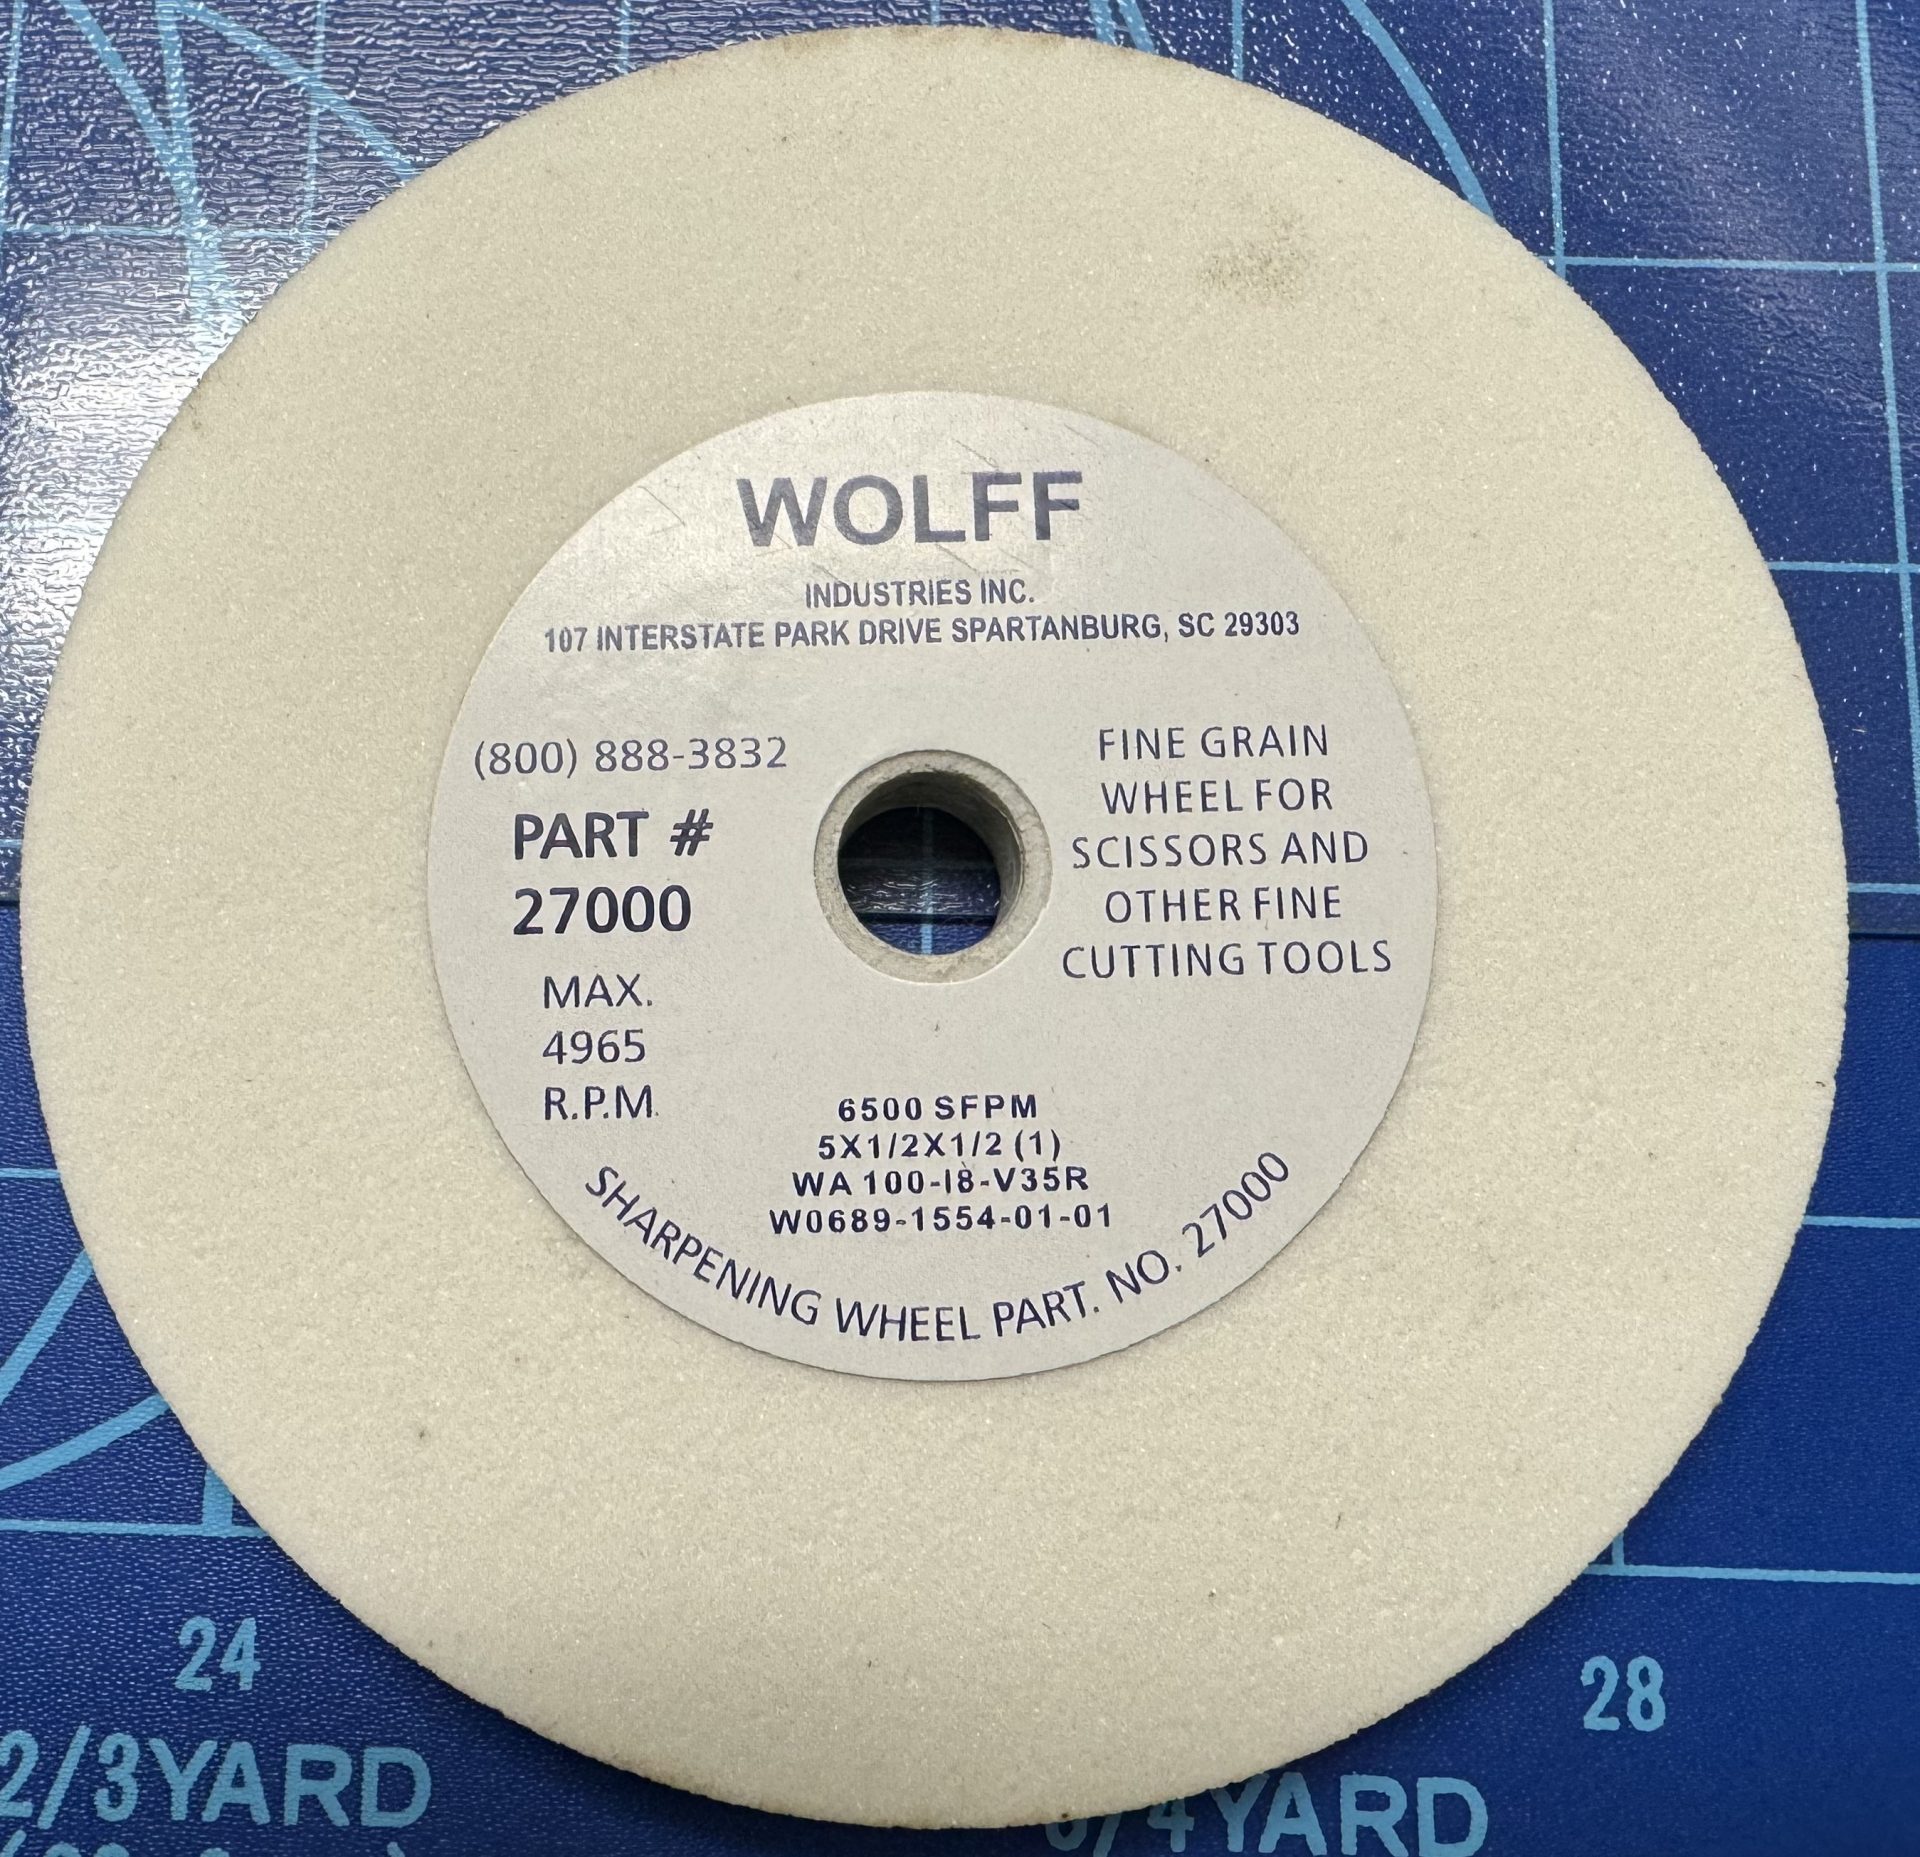 WOLFF
INDUSTRIES INC.
107 INTERSTATE PARK DRIVE SPARTANBURG, SC 29303
(800) 888-3832
PART #
27000
MAX.
4965
R.P.M.
FINE GRAIN
WHEEL FOR
SCISSORS AND
OTHER FINE
CUTTING TOOLS
6500 SFPM
5X1/2X1/2 (1)
WA 100-I8-V35R
W0689-1554-01-01
SHARPENING WHEEL PART. NO. 27000
24
28
2/3YARD
3/4YARD